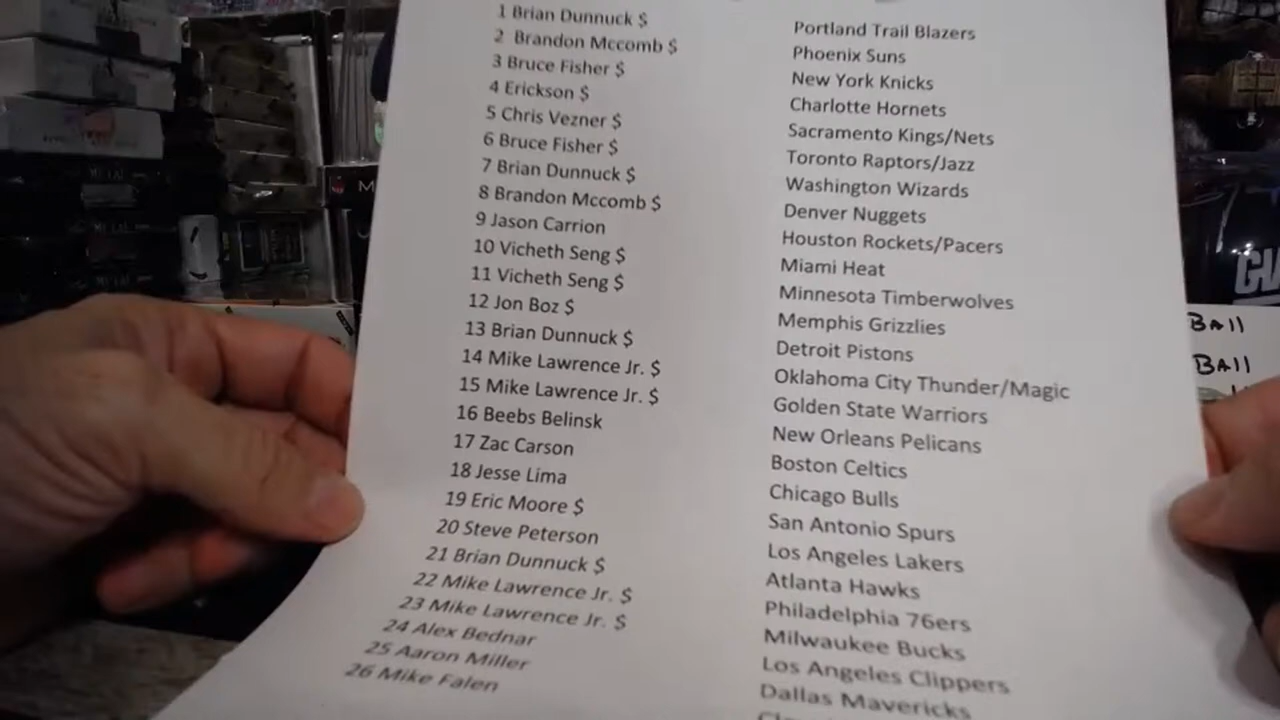 1 Brian Dunnuck $ Portland Trail Blazers
2 Brandon Mccomb $ Phoenix Suns
3 Bruce Fisher $ New York Knicks
4 Erickson $ Charlotte Hornets
5 Chris Vezner $ Sacramento Kings/Nets
6 Bruce Fisher $ Toronto Raptors/Jazz
7 Brian Dunnuck $ Washington Wizards
8 Brandon Mccomb $ Denver Nuggets
9 Jason Carrion Houston Rockets/Pacers
10 Vicheth Seng $ Miami Heat
11 Vicheth Seng $ Minnesota Timberwolves
12 Jon Boz $ Memphis Grizzlies
13 Brian Dunnuck $ Detroit Pistons
14 Mike Lawrence Jr. $ Oklahoma City Thunder/Magic
15 Mike Lawrence Jr. $ Golden State Warriors
16 Beebs Belinsk New Orleans Pelicans
17 Zac Carson Boston Celtics
18 Jesse Lima Chicago Bulls
19 Eric Moore $ San Antonio Spurs
20 Steve Peterson Los Angeles Lakers
21 Brian Dunnuck $ Atlanta Hawks
22 Mike Lawrence Jr. $ Philadelphia 76ers
23 Mike Lawrence Jr. $ Milwaukee Bucks
24 Alex Bednar Los Angeles Clippers
25 Aaron Miller Dallas Mavericks
26 Mike Falen
BAll
BAll